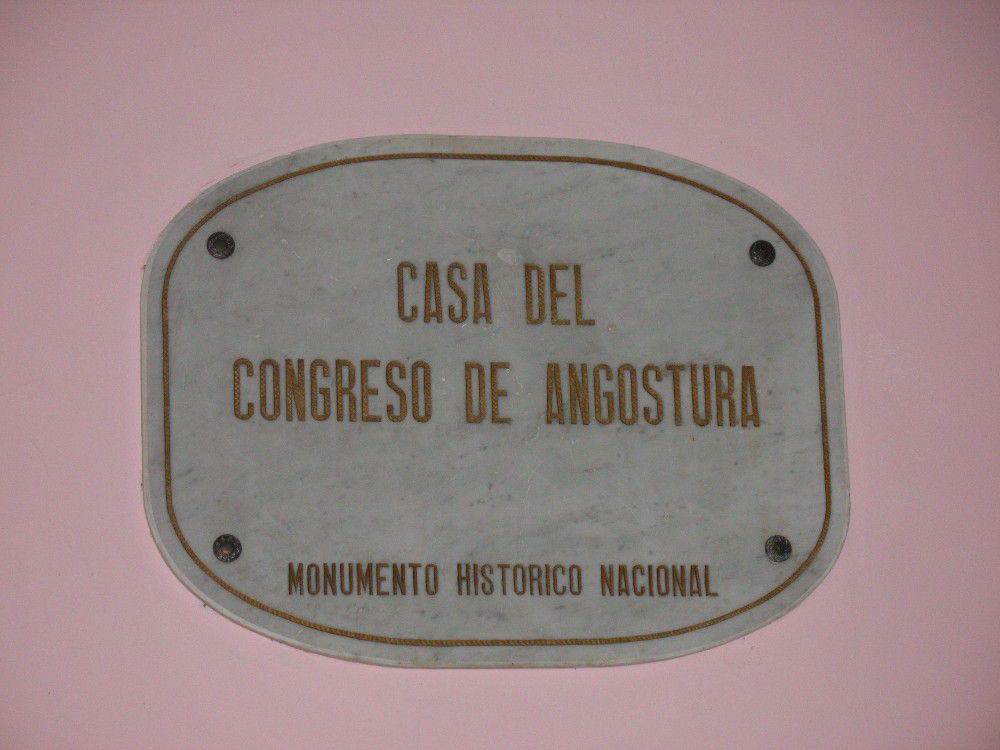 CASA DEL
CONGRESO DE ANGOSTURA
MONUMENTO HISTORICO NACIONAL